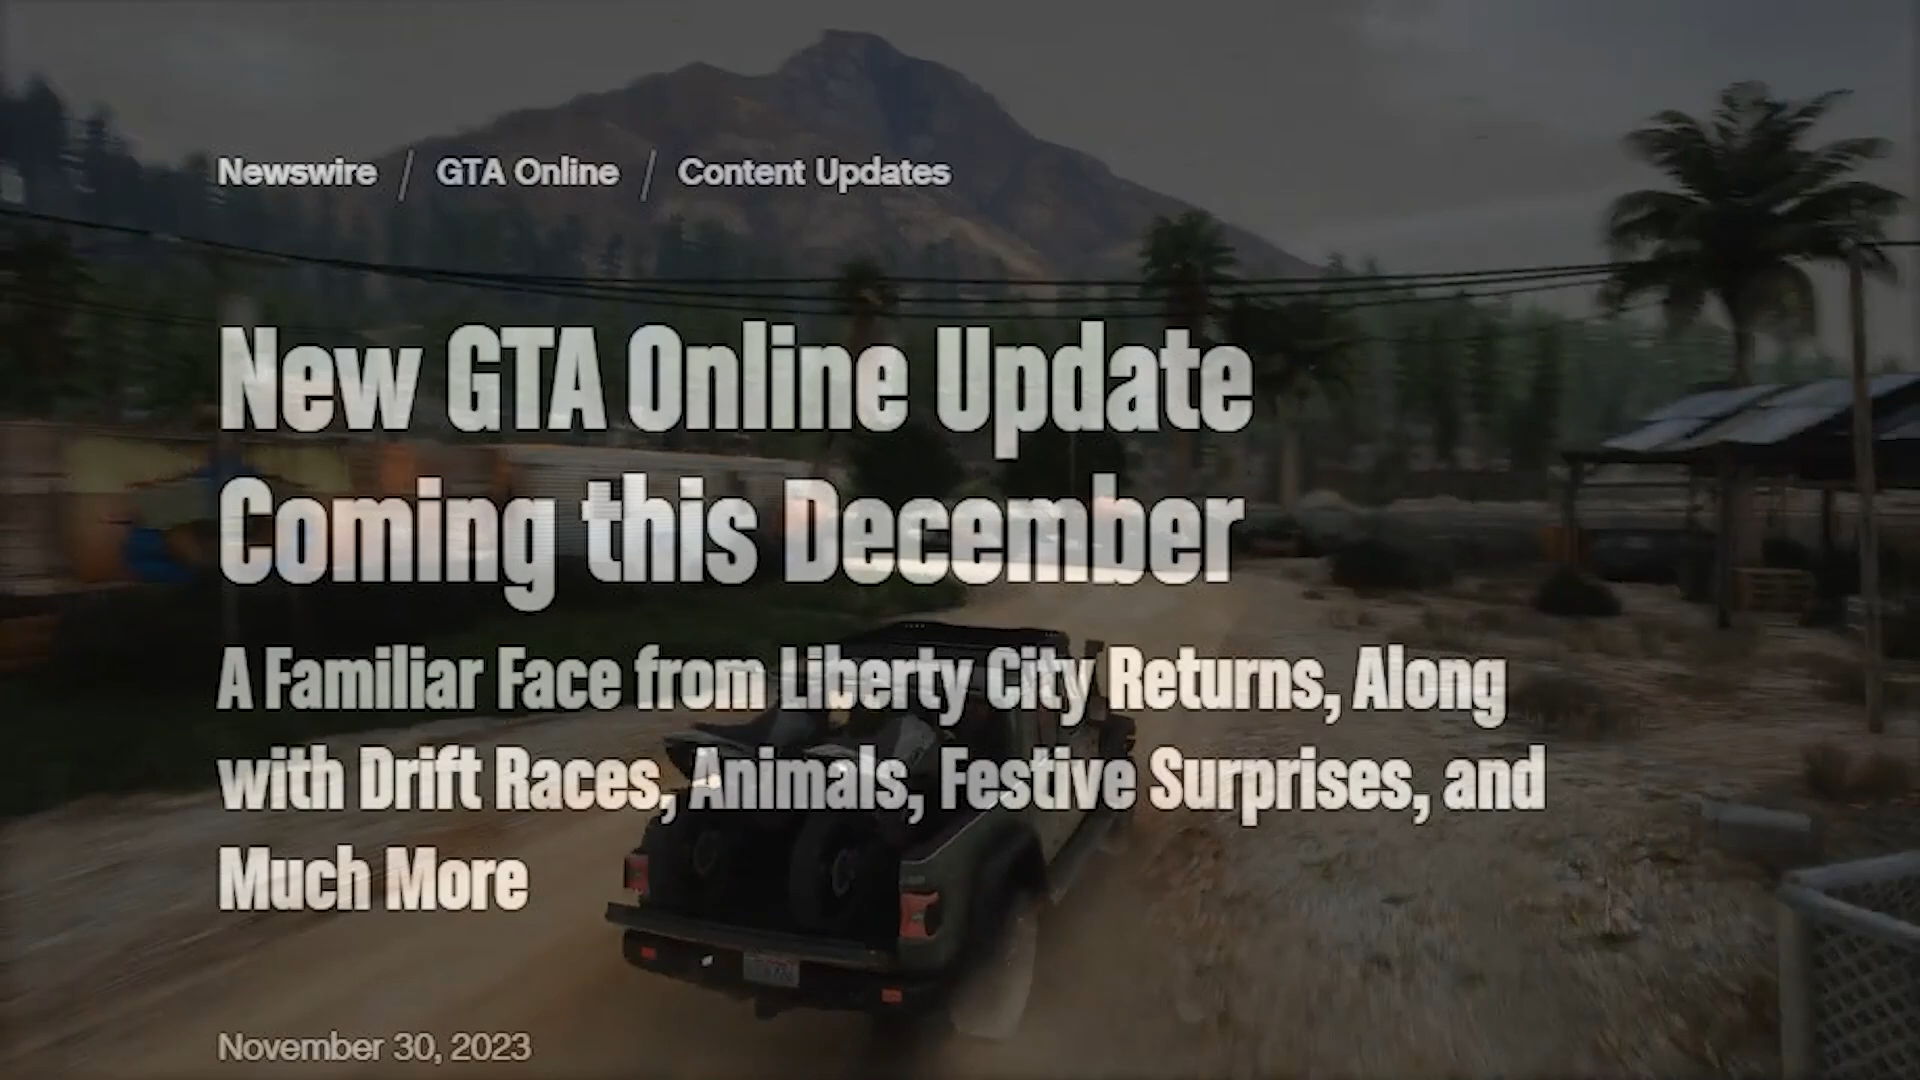 Newswire / GTA Online / Content Updates
New GTA Online Update
Coming this December
A Familiar Face from Liberty City Returns, Along
with Drift Races, Animals, Festive Surprises, and
Much More
November 30, 2023